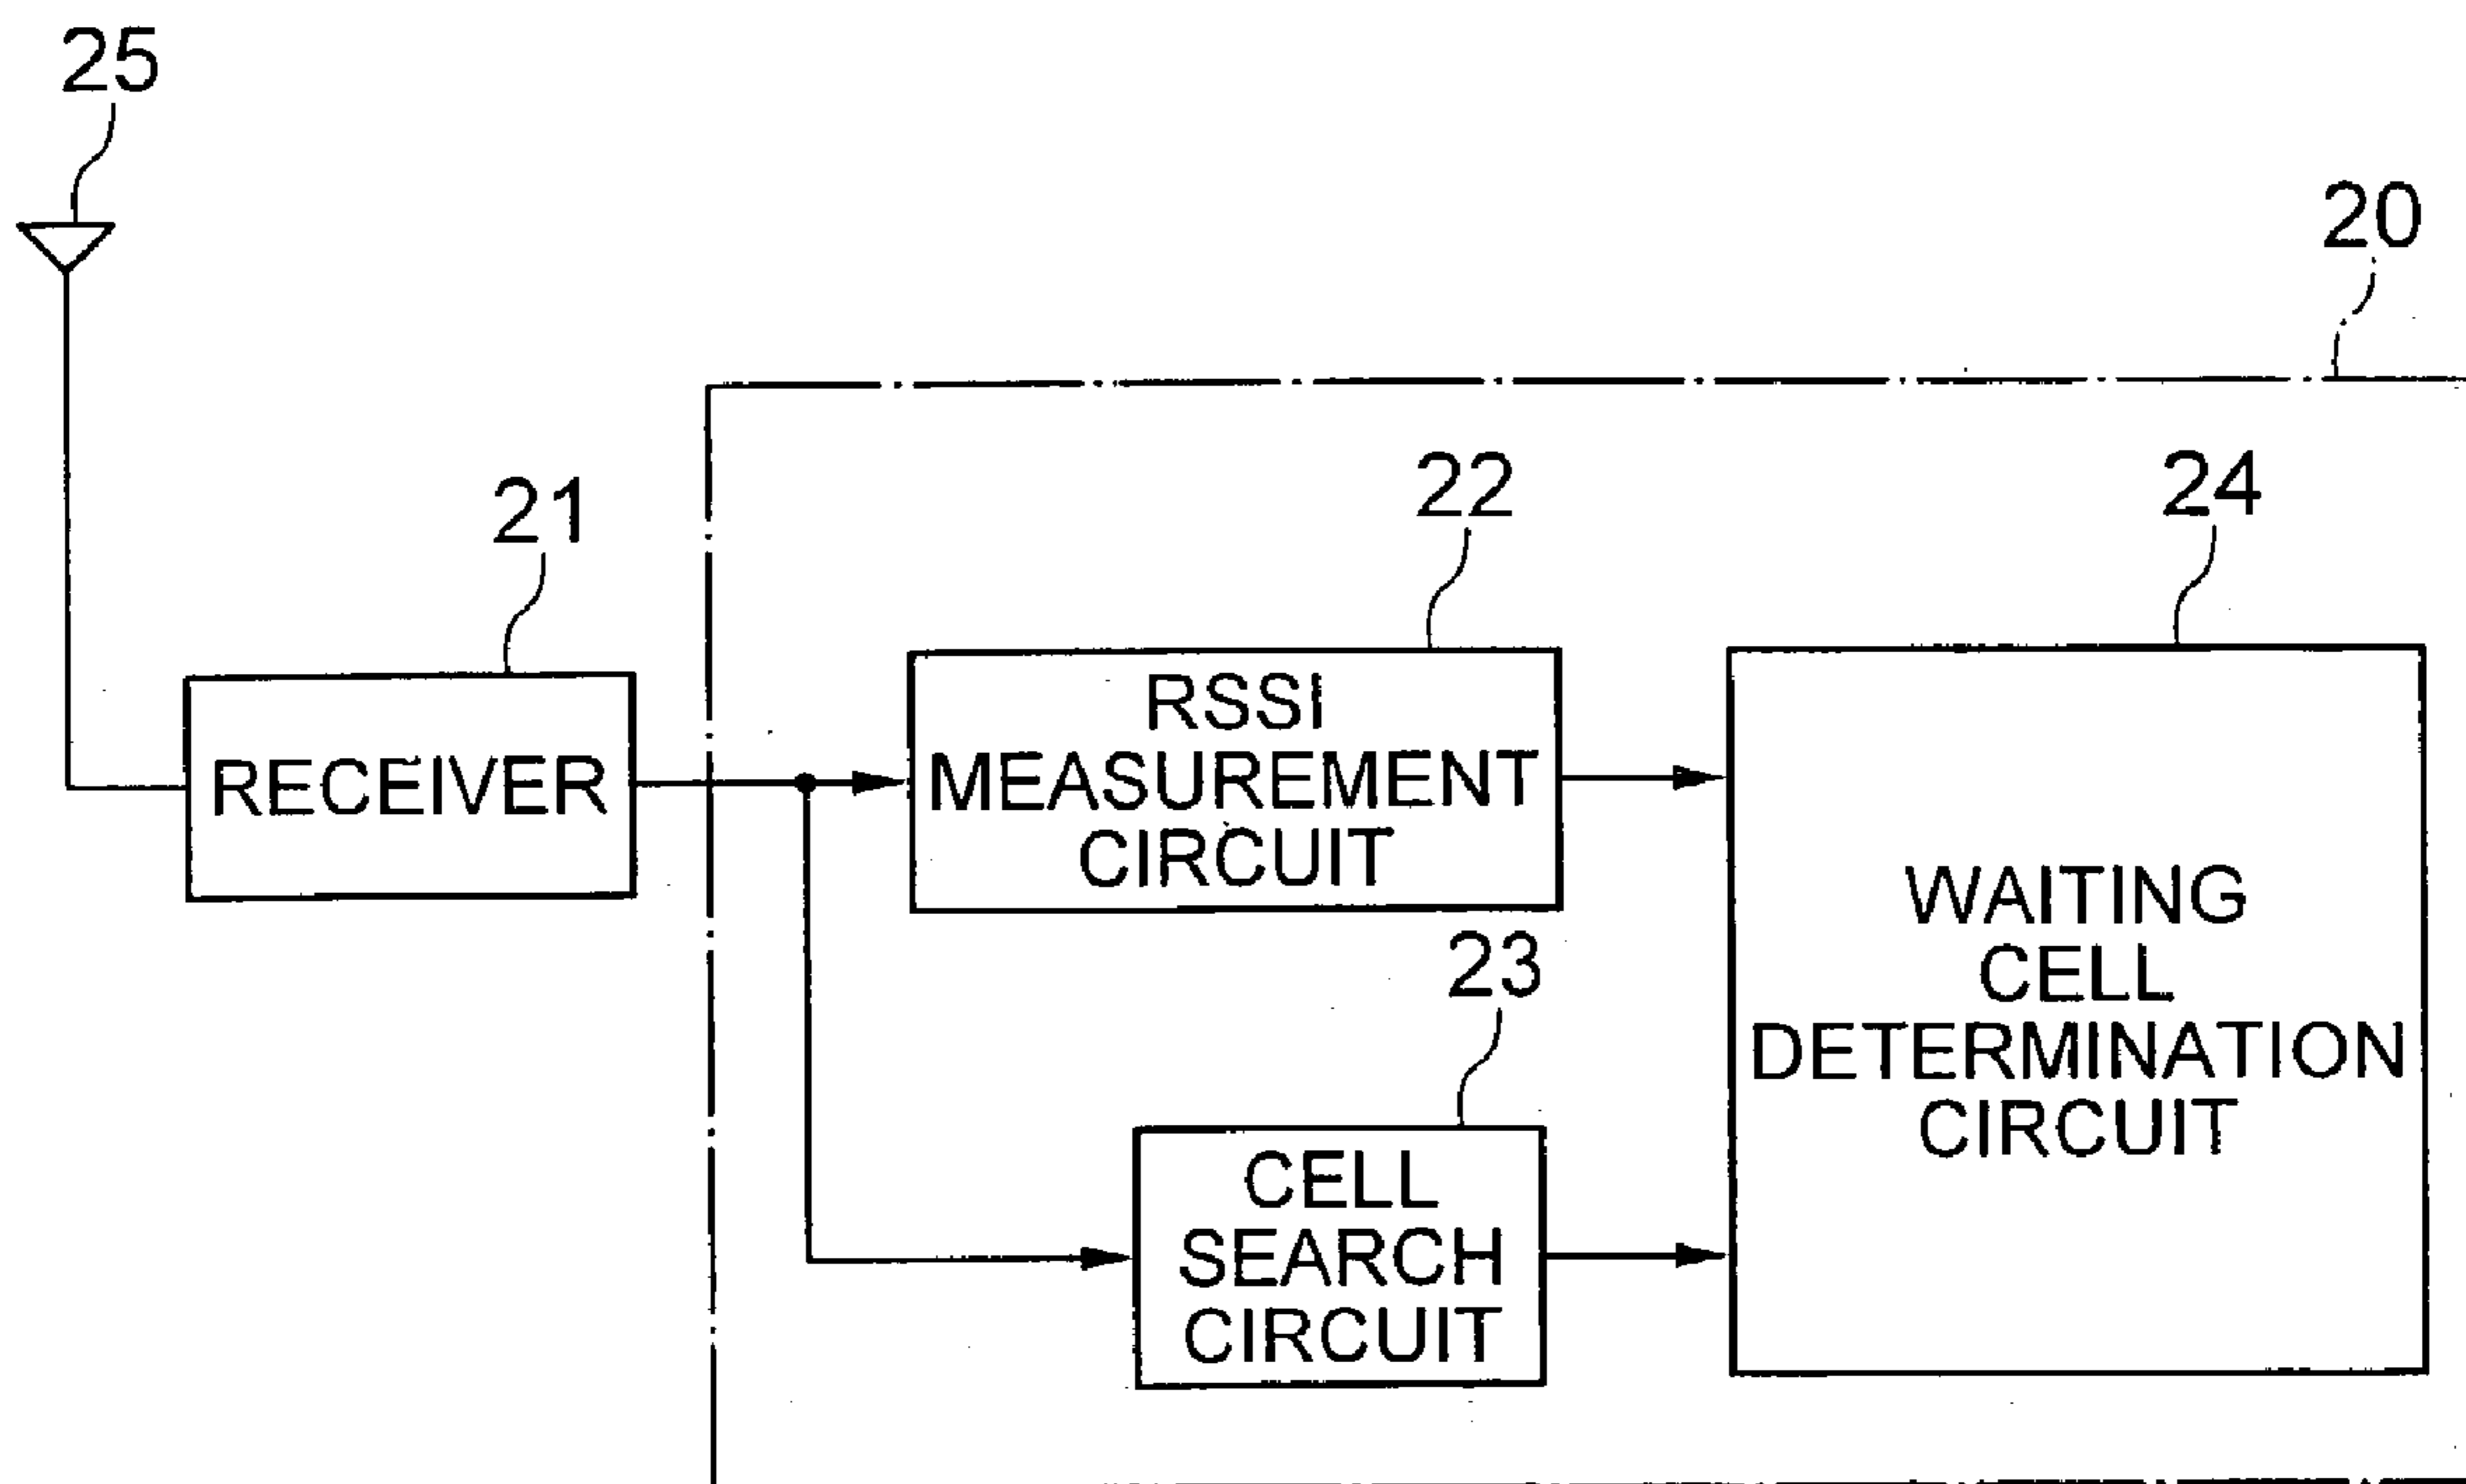 25
20
21
22
24
RECEIVER
RSSI
MEASUREMENT
CIRCUIT
23
WAITING
CELL
DETERMINATION
CIRCUIT
CELL
SEARCH
CIRCUIT